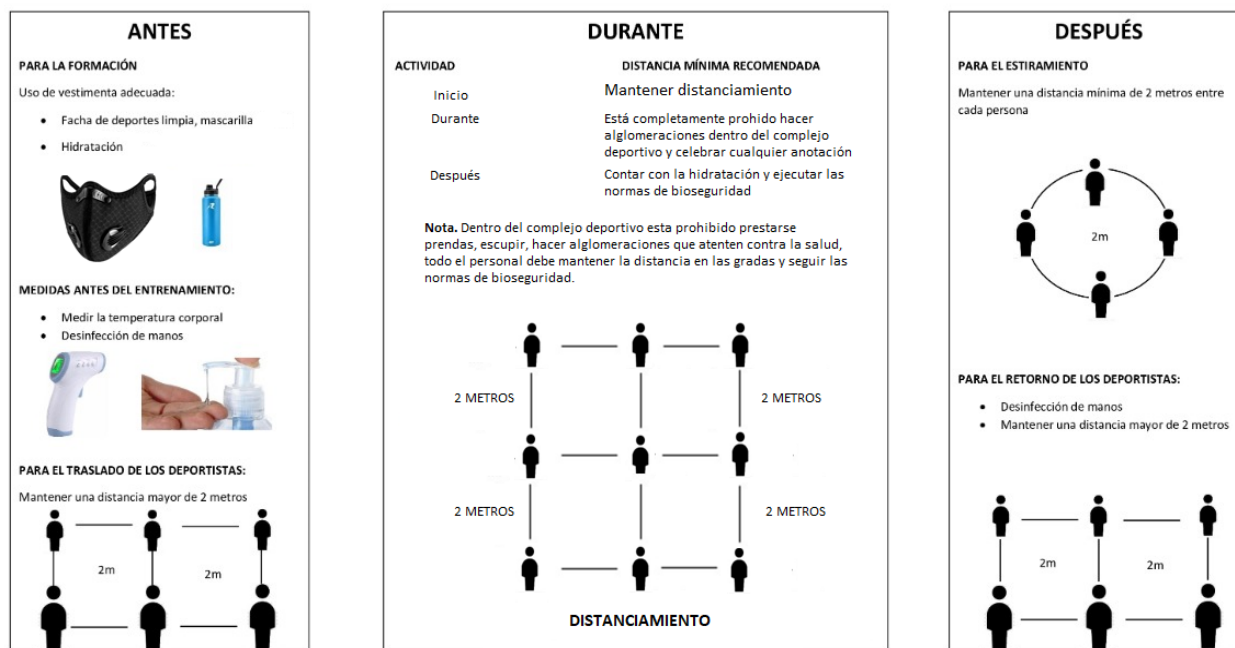 ANTES
PARA LA FORMACIÓN
Uso de vestimenta adecuada:
• Facha de deportes limpia, mascarilla
• Hidratación
MEDIDAS ANTES DEL ENTRENAMIENTO:
• Medir la temperatura corporal
• Desinfección de manos
PARA EL TRASLADO DE LOS DEPORTISTAS:
Mantener una distancia mayor de 2 metros
2m
2m
DURANTE
ACTIVIDAD
DISTANCIA MÍNIMA RECOMENDADA
Inicio
Mantener distanciamiento
Durante
Está completamente prohido hacer
alglomeraciones dentro del complejo
deportivo y celebrar cualquier anotación
Después
Contar con la hidratación y ejecutar las
normas de bioseguridad
Nota. Dentro del complejo deportivo esta prohibido prestarse
prendas, escupir, hacer alglomeraciones que atenten contra la salud,
todo el personal debe mantener la distancia en las gradas y seguir las
normas de bioseguridad.
2 METROS
2 METROS
2 METROS
2 METROS
DISTANCIAMIENTO
DESPUÉS
PARA EL ESTIRAMIENTO
Mantener una distancia mínima de 2 metros entre
cada persona
2m
PARA EL RETORNO DE LOS DEPORTISTAS:
• Desinfección de manos
• Mantener una distancia mayor de 2 metros
2m
2m